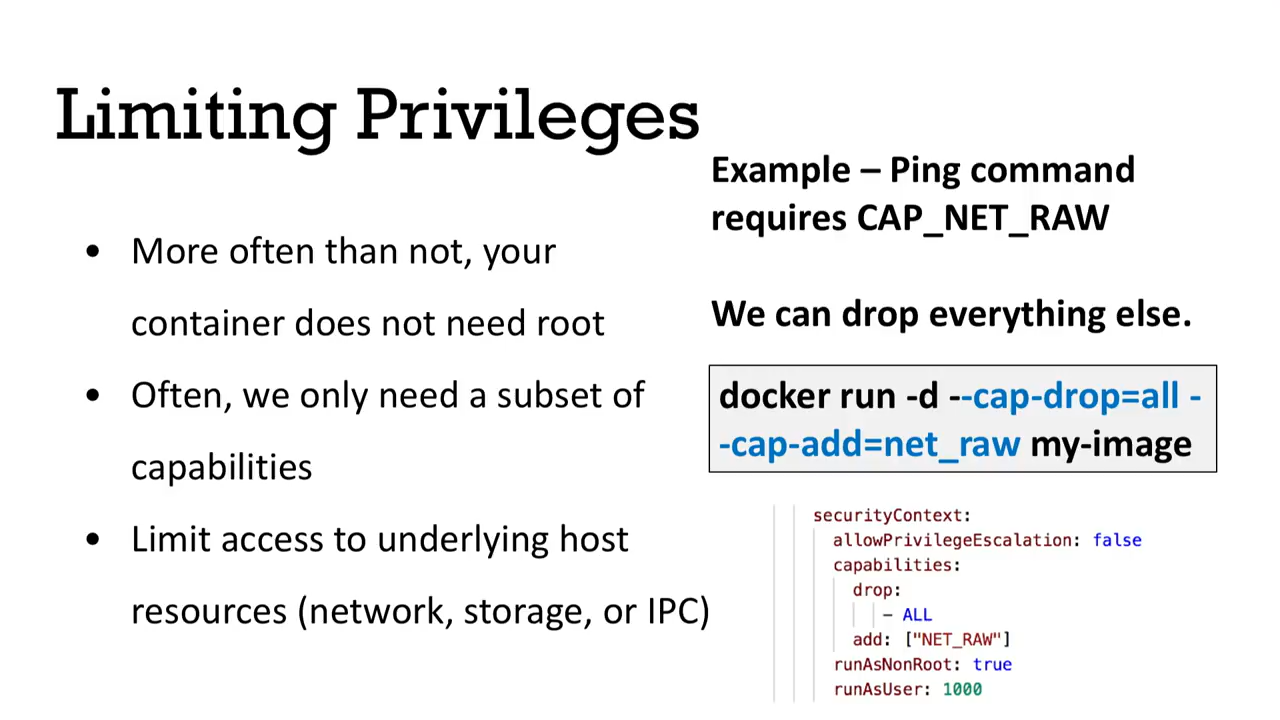 Limiting Privileges
• More often than not, your
container does not need root
• Often, we only need a subset of
capabilities
• Limit access to underlying host
resources (network, storage, or IPC)
Example – Ping command
requires CAP_NET_RAW
We can drop everything else.
docker run -d --cap-drop=all -
-cap-add=net_raw my-image
securityContext:
allowPrivilegeEscalation: false
capabilities:
drop:
- ALL
add: ["NET_RAW"]
runAsNonRoot: true
runAsUser: 1000